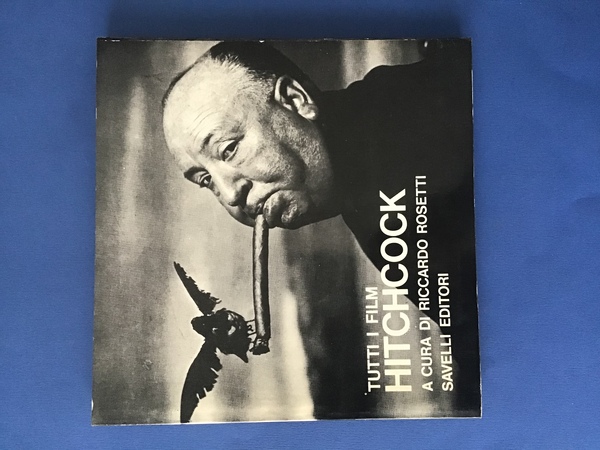 TUTTI I FILM
HITCHCOCK
A CURA DI RICCARDO ROSETTI
SAVELLI EDITORI